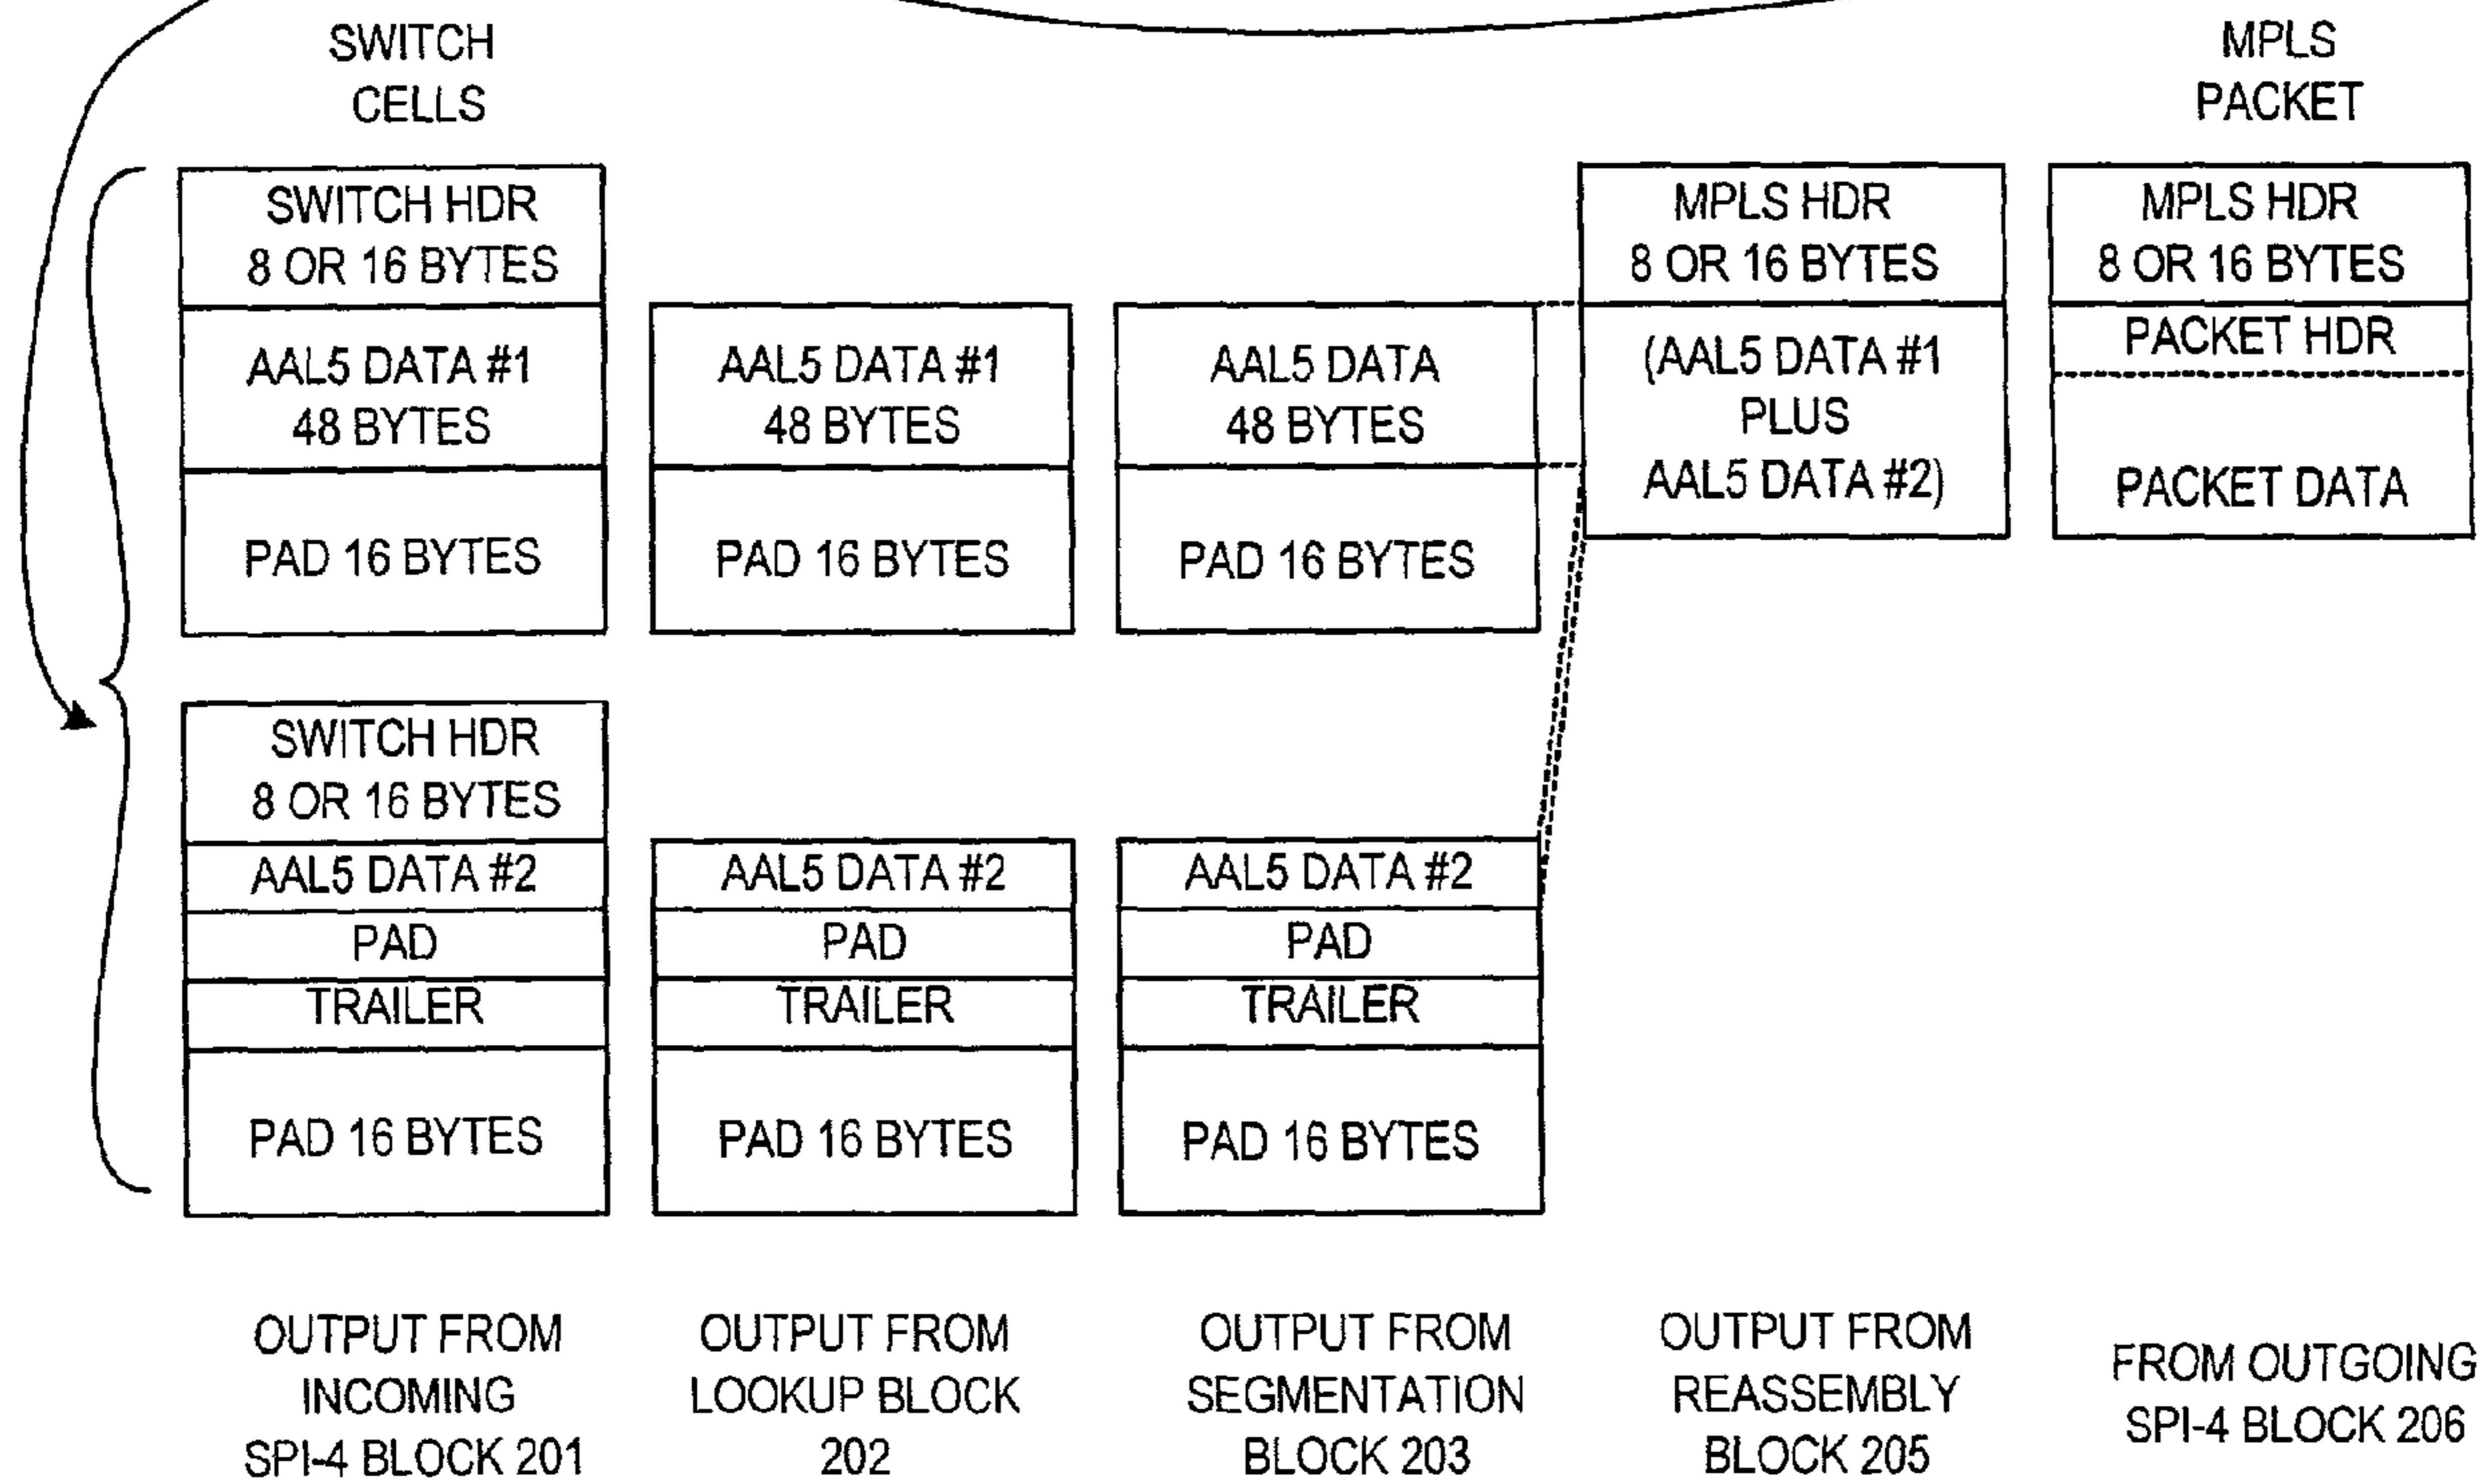 SWITCH
CELLS
MPLS
PACKET
SWITCH HDR
8 OR 16 BYTES
AAL5 DATA #1
48 BYTES
PAD 16 BYTES
AAL5 DATA #1
48 BYTES
PAD 16 BYTES
AAL5 DATA
48 BYTES
PAD 16 BYTES
MPLS HDR
8 OR 16 BYTES
(AAL5 DATA #1
PLUS
AAL5 DATA #2)
MPLS HDR
8 OR 16 BYTES
PACKET HDR
PACKET DATA
SWITCH HDR
8 OR 16 BYTES
AAL5 DATA #2
PAD
TRAILER
PAD 16 BYTES
AAL5 DATA #2
PAD
TRAILER
PAD 16 BYTES
AAL5 DATA #2
PAD
TRAILER
PAD 16 BYTES
OUTPUT FROM
INCOMING
SPI-4 BLOCK 201
OUTPUT FROM
LOOKUP BLOCK
202
OUTPUT FROM
SEGMENTATION
BLOCK 203
OUTPUT FROM
REASSEMBLY
BLOCK 205
FROM OUTGOING
SPI-4 BLOCK 206